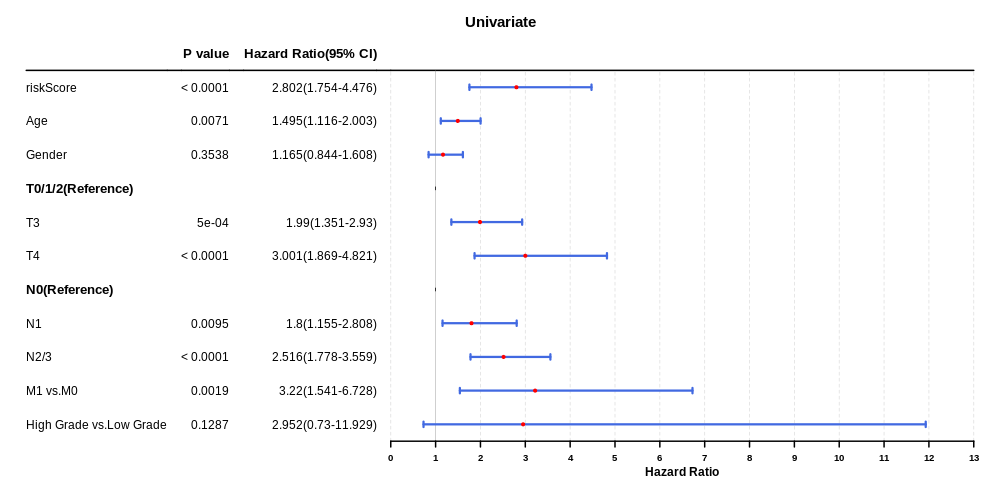 Univariate
P value Hazard Ratio(95% CI)
riskScore < 0.0001 2.802(1.754-4.476)
Age 0.0071 1.495(1.116-2.003)
Gender 0.3538 1.165(0.844-1.608)
T0/1/2(Reference)
T3 5e-04 1.99(1.351-2.93)
T4 < 0.0001 3.001(1.869-4.821)
N0(Reference)
N1 0.0095 1.8(1.155-2.808)
N2/3 < 0.0001 2.516(1.778-3.559)
M1 vs.M0 0.0019 3.22(1.541-6.728)
High Grade vs.Low Grade 0.1287 2.952(0.73-11.929)
0 1 2 3 4 5 6 7 8 9 10 11 12 13
Hazard Ratio